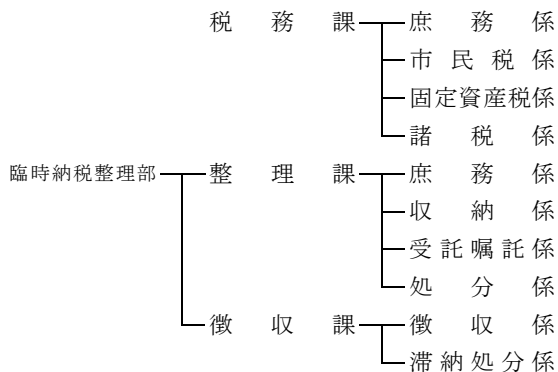 税務課 庶務係
市民税係
固定資産税係
諸税係
臨時納税整理部 整理課 庶務係
収納係
受託嘱託係
処分係
徴収課 徴収係
滞納処分係